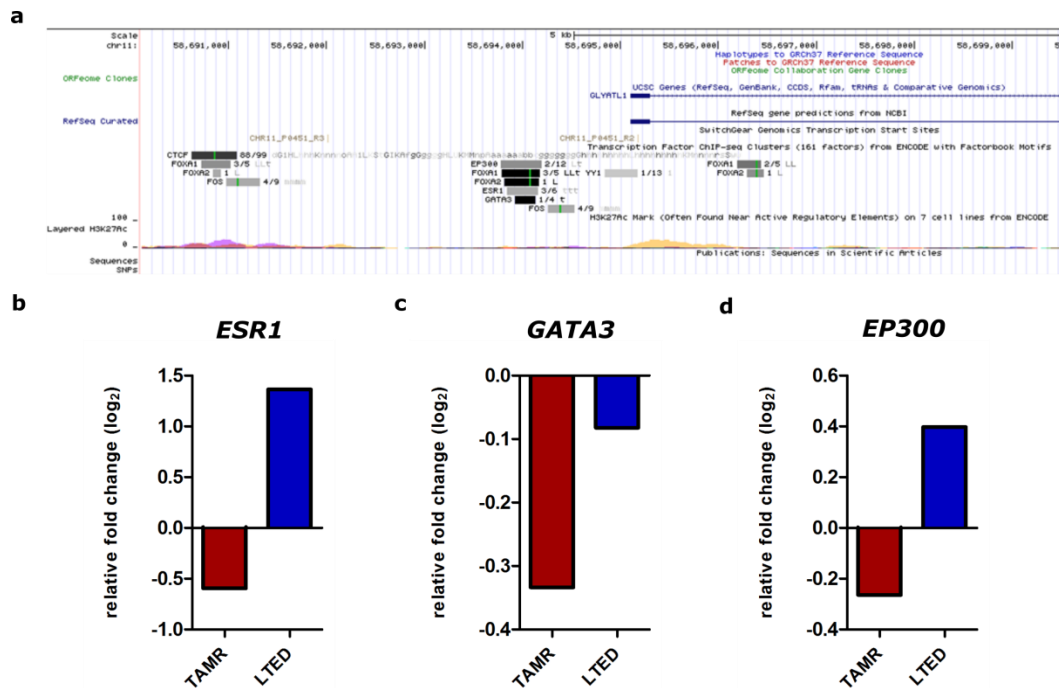 a
Scale
5 kb
chr11:
58,691,000
58,692,000
58,693,000
58,694,000
58,695,000
58,696,000
58,697,000
58,698,000
58,699,000
Haplotypes to GRCh37 Reference Sequence
Patches to GRCh37 Reference Sequence
ORFeome Clones
ORFeome Collaboration Gene Clones
UCSC Genes (RefSeq, GenBank, CCDS, Rfam, tRNAs & Comparative Genomics)
GLYATL1
RefSeq gene predictions from NCBI
RefSeq Curated
SwitchGear Genomics Transcription Start Sites
CHR11_P0451_R3
CHR11_P0451_R2
Transcription Factor ChIP-seq Clusters (161 factors) from ENCODE with Factorbook Motifs
CTCF 88/99
EP300 2/12 Lt
FOXA1 3/5 LLt
FOXA1 3/5 LLt
YY1 1/13
FOXA1 2/5 LL
FOXA2 1 L
FOXA2 1 L
FOXA2 1 L
FOS 4/9
ESR1 3/6 ttt
GATA3 1/4 t
FOS 4/9
H3K27Ac Mark (Often Found Near Active Regulatory Elements) on 7 cell lines from ENCODE
100
Layered H3K27Ac
0
Publications: Sequences in Scientific Articles
Sequences
SNPs
b
ESR1
relative fold change (log2)
1.5
1.0
0.5
0.0
-0.5
-1.0
TAMR
LTED
c
GATA3
relative fold change (log2)
0.0
-0.1
-0.2
-0.3
-0.4
TAMR
LTED
d
EP300
relative fold change (log2)
0.6
0.4
0.2
0.0
-0.2
-0.4
TAMR
LTED